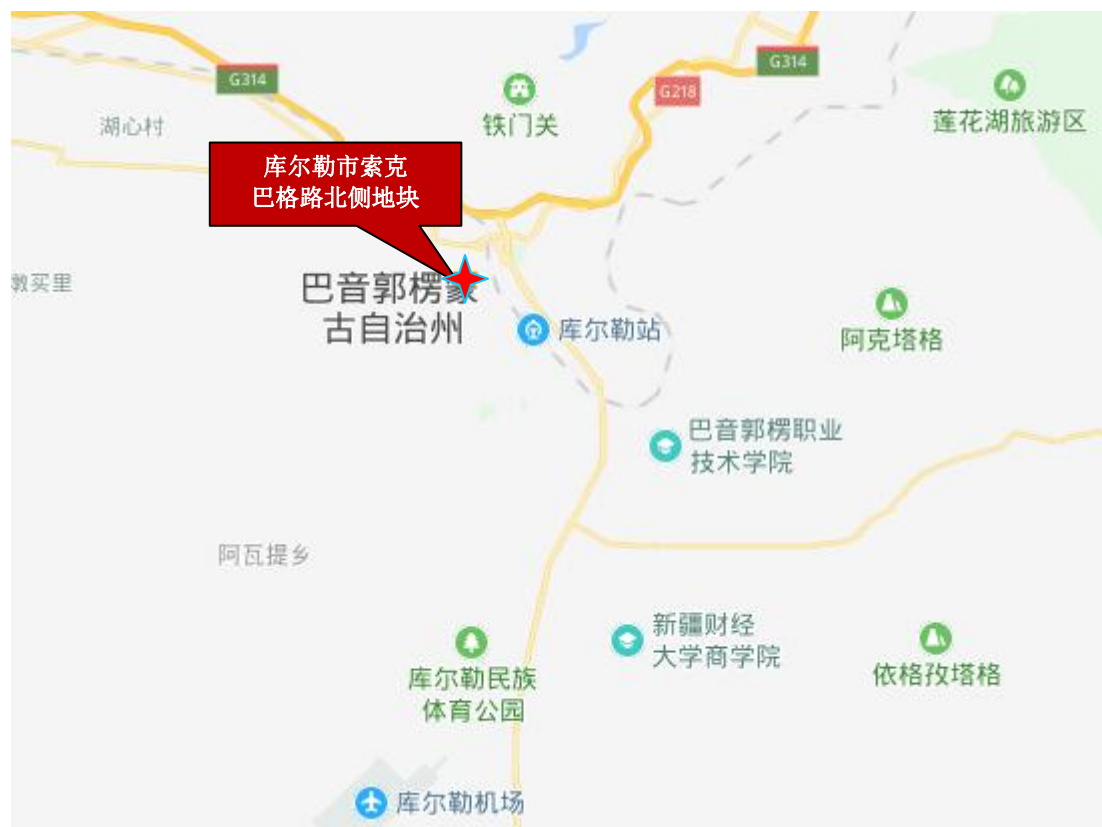 G314
G314
G218
铁门关
莲花湖旅游区
湖心村
库尔勒市索克
巴格路北侧地块
敦买里
巴音郭楞蒙
古自治州
库尔勒站
阿克塔格
巴音郭楞职业
技术学院
阿瓦提乡
新疆财经
大学商学院
库尔勒民族
体育公园
依格孜塔格
库尔勒机场